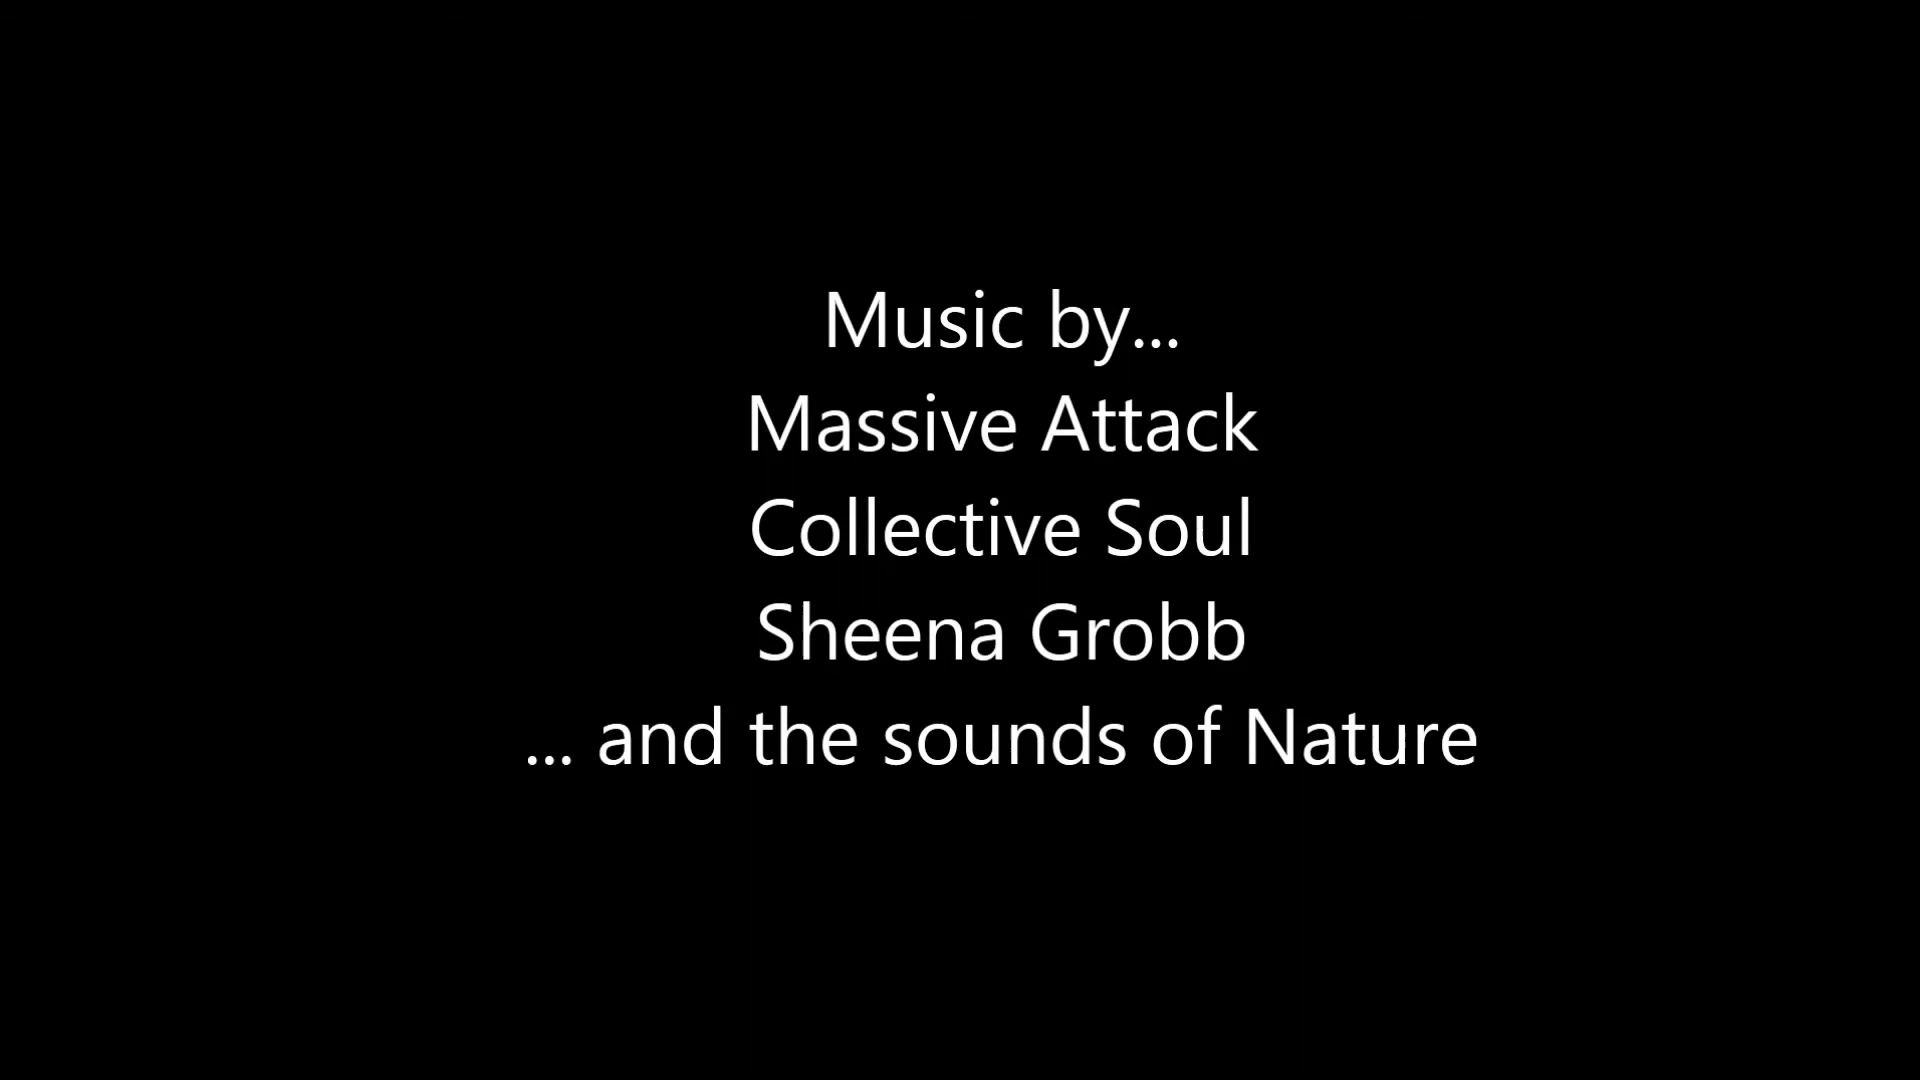 Music by...
Massive Attack
Collective Soul
Sheena Grobb
... and the sounds of Nature